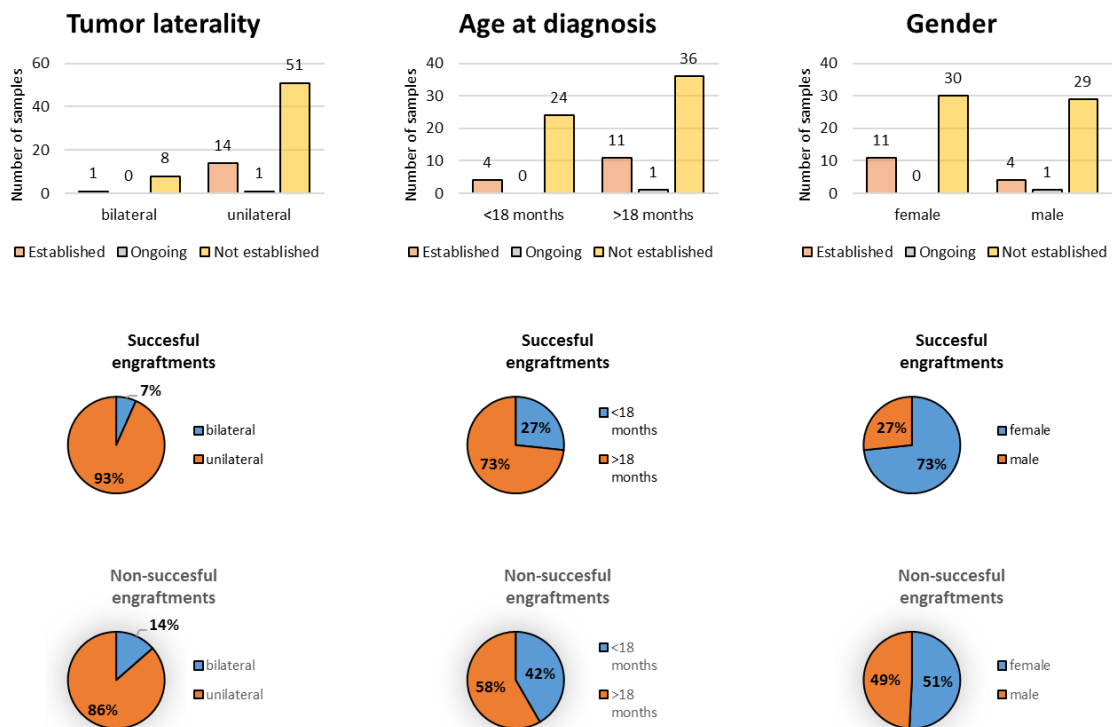 Tumor laterality
Number of samples
60
40
20
0
1
0
8
14
1
51
bilateral
unilateral
Established
Ongoing
Not established
Age at diagnosis
Number of samples
40
30
20
10
0
4
0
24
11
1
36
<18 months
>18 months
Established
Ongoing
Not established
Gender
Number of samples
40
30
20
10
0
11
0
30
4
1
29
female
male
Established
Ongoing
Not established
Succesful
engraftments
7%
93%
bilateral
unilateral
Succesful
engraftments
27%
73%
<18
months
>18
months
Succesful
engraftments
27%
73%
female
male
Non-succesful
engraftments
14%
86%
bilateral
unilateral
Non-succesful
engraftments
58%
42%
<18
months
>18
months
Non-succesful
engraftments
49%
51%
female
male